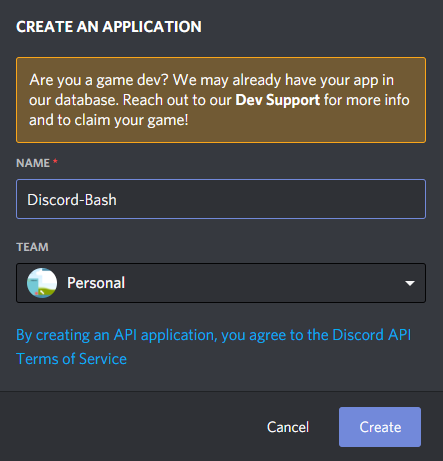 CREATE AN APPLICATION
Are you a game dev? We may already have your app in
our database. Reach out to our Dev Support for more info
and to claim your game!
NAME *
Discord-Bash
TEAM
Personal
By creating an API application, you agree to the Discord API
Terms of Service
Cancel
Create